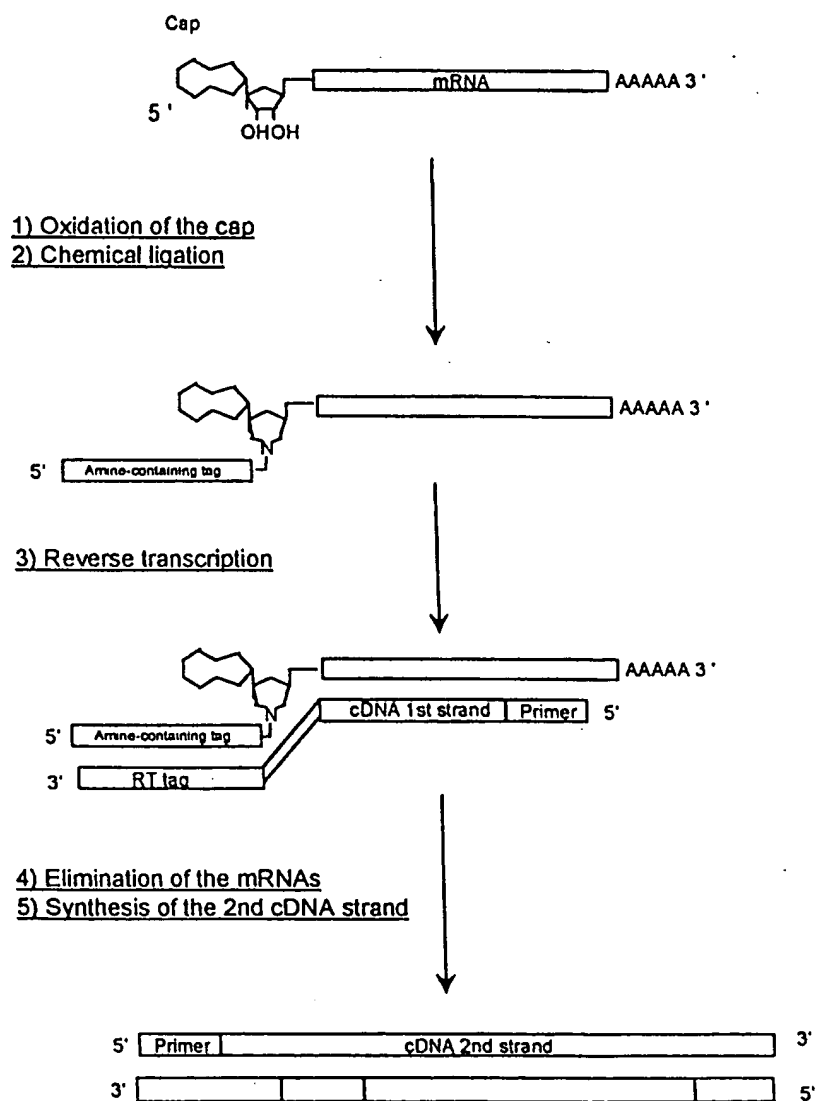 Cap
mRNA
AAAAA 3 '
5 '
OHOH
1) Oxidation of the cap
2) Chemical ligation
AAAAA 3 '
N
5' Amine-containing tag
3) Reverse transcription
AAAAA 3 '
cDNA 1st strand Primer 5'
N
5' Amine-containing tag
3' RT tag
4) Elimination of the mRNAs
5) Synthesis of the 2nd cDNA strand
5' Primer cDNA 2nd strand 3'
3' 5'